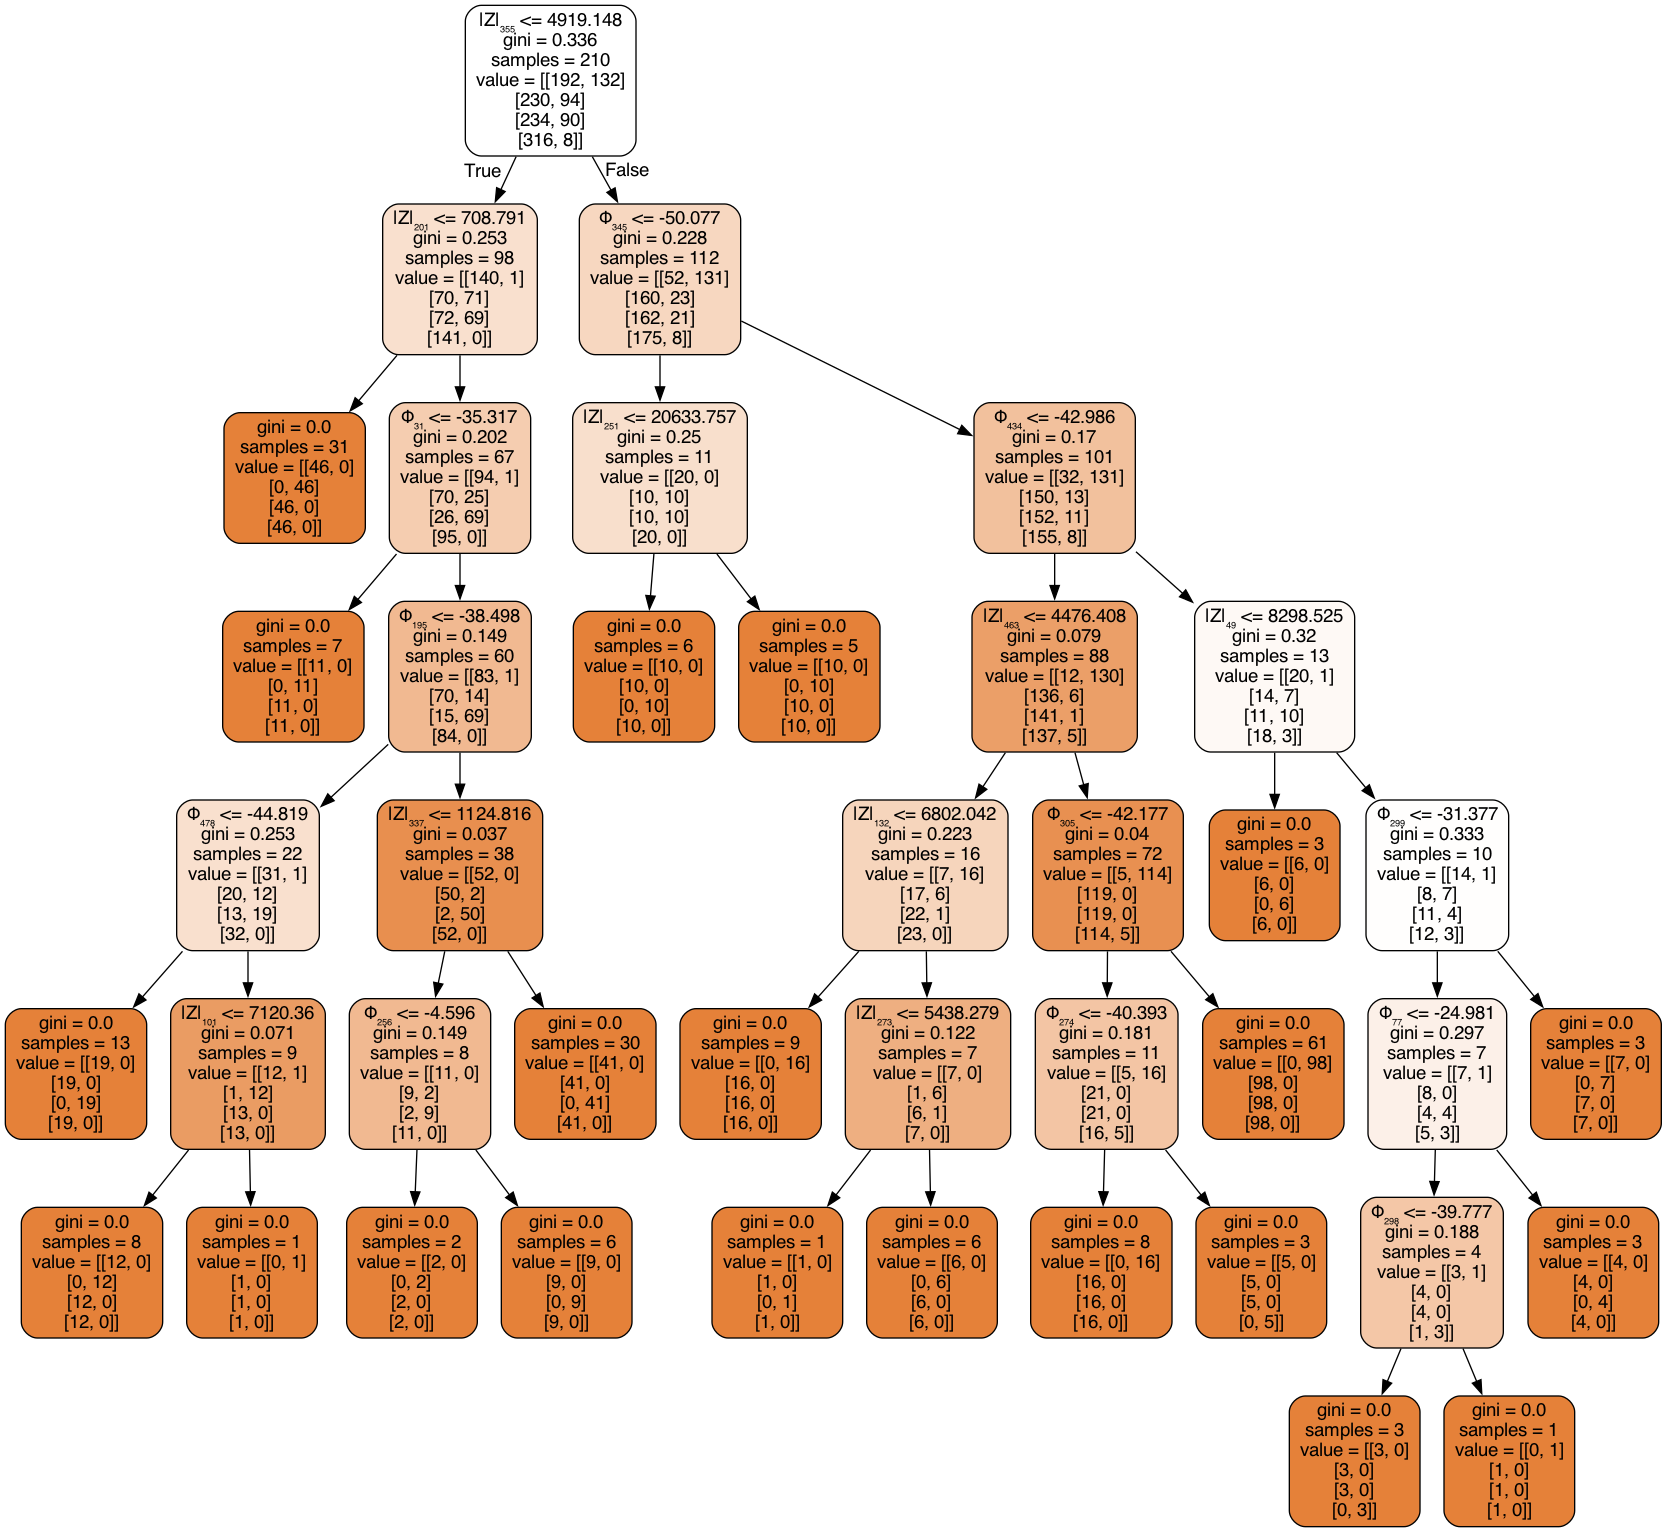 |Z|₃₅₅ <= 4919.148
gini = 0.336
samples = 210
value = [[192, 132]
[230, 94]
[234, 90]
[316, 8]]
True
False
|Z|₂₀₁ <= 708.791
gini = 0.253
samples = 98
value = [[140, 1]
[70, 71]
[72, 69]
[141, 0]]
Φ₃₄₅ <= -50.077
gini = 0.228
samples = 112
value = [[52, 131]
[160, 23]
[162, 21]
[175, 8]]
gini = 0.0
samples = 31
value = [[46, 0]
[0, 46]
[46, 0]
[46, 0]]
Φ₃₁ <= -35.317
gini = 0.202
samples = 67
value = [[94, 1]
[70, 25]
[26, 69]
[95, 0]]
|Z|₂₅₁ <= 20633.757
gini = 0.25
samples = 11
value = [[20, 0]
[10, 10]
[10, 10]
[20, 0]]
Φ₄₃₄ <= -42.986
gini = 0.17
samples = 101
value = [[32, 131]
[150, 13]
[152, 11]
[155, 8]]
gini = 0.0
samples = 7
value = [[11, 0]
[0, 11]
[11, 0]
[11, 0]]
Φ₁₉₅ <= -38.498
gini = 0.149
samples = 60
value = [[83, 1]
[70, 14]
[15, 69]
[84, 0]]
gini = 0.0
samples = 6
value = [[10, 0]
[10, 0]
[0, 10]
[10, 0]]
gini = 0.0
samples = 5
value = [[10, 0]
[0, 10]
[10, 0]
[10, 0]]
|Z|₄₆₃ <= 4476.408
gini = 0.079
samples = 88
value = [[12, 130]
[136, 6]
[141, 1]
[137, 5]]
|Z|₄₉ <= 8298.525
gini = 0.32
samples = 13
value = [[20, 1]
[14, 7]
[11, 10]
[18, 3]]
Φ₄₇₈ <= -44.819
gini = 0.253
samples = 22
value = [[31, 1]
[20, 12]
[13, 19]
[32, 0]]
|Z|₃₃₇ <= 1124.816
gini = 0.037
samples = 38
value = [[52, 0]
[50, 2]
[2, 50]
[52, 0]]
|Z|₁₃₂ <= 6802.042
gini = 0.223
samples = 16
value = [[7, 16]
[17, 6]
[22, 1]
[23, 0]]
Φ₃₀₅ <= -42.177
gini = 0.04
samples = 72
value = [[5, 114]
[119, 0]
[119, 0]
[114, 5]]
gini = 0.0
samples = 3
value = [[6, 0]
[6, 0]
[0, 6]
[6, 0]]
Φ₂₉₉ <= -31.377
gini = 0.333
samples = 10
value = [[14, 1]
[8, 7]
[11, 4]
[12, 3]]
gini = 0.0
samples = 13
value = [[19, 0]
[19, 0]
[0, 19]
[19, 0]]
|Z|₁₀₁ <= 7120.36
gini = 0.071
samples = 9
value = [[12, 1]
[1, 12]
[13, 0]
[13, 0]]
Φ₂₅₆ <= -4.596
gini = 0.149
samples = 8
value = [[11, 0]
[9, 2]
[2, 9]
[11, 0]]
gini = 0.0
samples = 30
value = [[41, 0]
[41, 0]
[0, 41]
[41, 0]]
gini = 0.0
samples = 9
value = [[0, 16]
[16, 0]
[16, 0]
[16, 0]]
|Z|₂₇₃ <= 5438.279
gini = 0.122
samples = 7
value = [[7, 0]
[1, 6]
[6, 1]
[7, 0]]
Φ₂₇₄ <= -40.393
gini = 0.181
samples = 11
value = [[5, 16]
[21, 0]
[21, 0]
[16, 5]]
gini = 0.0
samples = 61
value = [[0, 98]
[98, 0]
[98, 0]
[98, 0]]
Φ₇₇ <= -24.981
gini = 0.297
samples = 7
value = [[7, 1]
[8, 0]
[4, 4]
[5, 3]]
gini = 0.0
samples = 3
value = [[7, 0]
[0, 7]
[7, 0]
[7, 0]]
gini = 0.0
samples = 8
value = [[12, 0]
[0, 12]
[12, 0]
[12, 0]]
gini = 0.0
samples = 1
value = [[0, 1]
[1, 0]
[1, 0]
[1, 0]]
gini = 0.0
samples = 2
value = [[2, 0]
[0, 2]
[2, 0]
[2, 0]]
gini = 0.0
samples = 6
value = [[9, 0]
[9, 0]
[0, 9]
[9, 0]]
gini = 0.0
samples = 1
value = [[1, 0]
[1, 0]
[0, 1]
[1, 0]]
gini = 0.0
samples = 6
value = [[6, 0]
[0, 6]
[6, 0]
[6, 0]]
gini = 0.0
samples = 8
value = [[0, 16]
[16, 0]
[16, 0]
[16, 0]]
gini = 0.0
samples = 3
value = [[5, 0]
[5, 0]
[5, 0]
[0, 5]]
Φ₂₉₈ <= -39.777
gini = 0.188
samples = 4
value = [[3, 1]
[4, 0]
[4, 0]
[1, 3]]
gini = 0.0
samples = 3
value = [[4, 0]
[4, 0]
[0, 4]
[4, 0]]
gini = 0.0
samples = 3
value = [[3, 0]
[3, 0]
[3, 0]
[0, 3]]
gini = 0.0
samples = 1
value = [[0, 1]
[1, 0]
[1, 0]
[1, 0]]